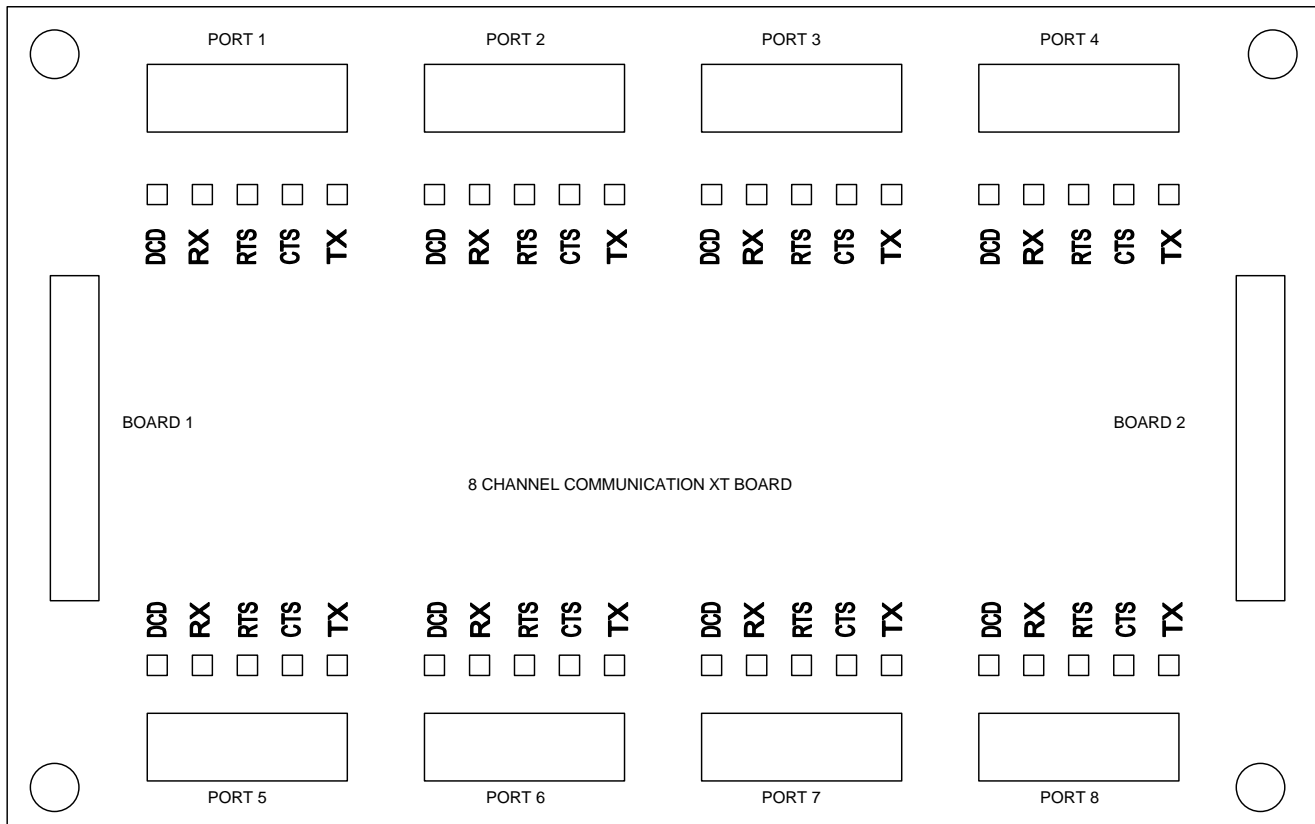 PORT 1 PORT 2 PORT 3 PORT 4
DCD RX RTS CTS TX DCD RX RTS CTS TX DCD RX RTS CTS TX DCD RX RTS CTS TX
BOARD 1 BOARD 2
8 CHANNEL COMMUNICATION XT BOARD
DCD RX RTS CTS TX DCD RX RTS CTS TX DCD RX RTS CTS TX DCD RX RTS CTS TX
PORT 5 PORT 6 PORT 7 PORT 8